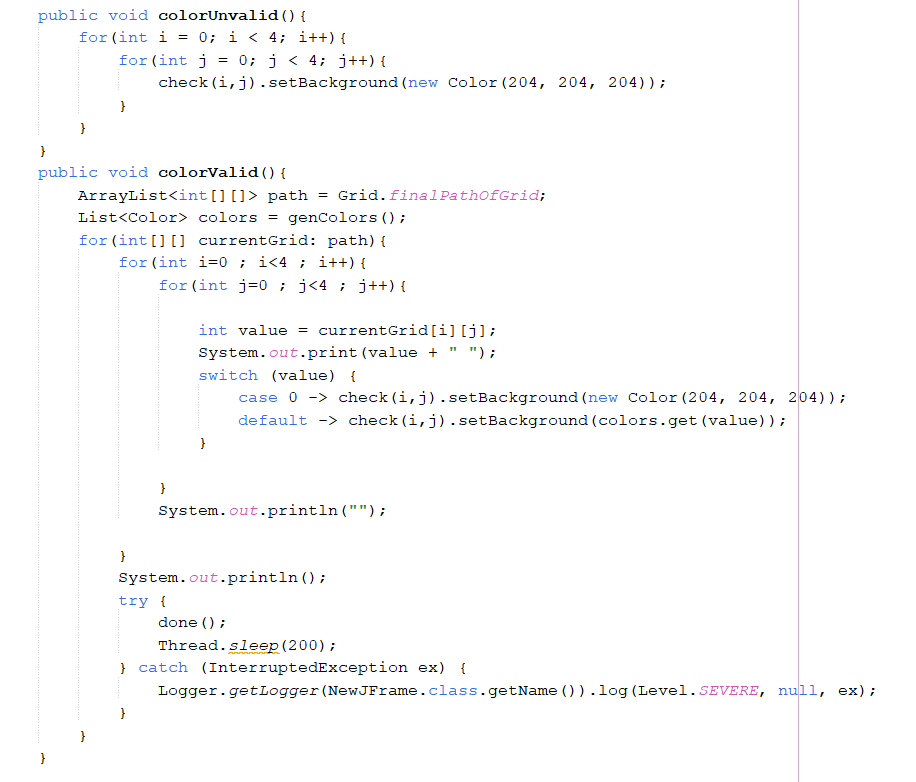 public void colorUnvalid(){
    for(int i = 0; i < 4; i++){
        for(int j = 0; j < 4; j++){
            check(i,j).setBackground(new Color(204, 204, 204));
        }
    }
}
public void colorValid(){
    ArrayList<int[][]> path = Grid.finalPathOfGrid;
    List<Color> colors = genColors();
    for(int[][] currentGrid: path){
        for(int i=0 ; i<4 ; i++){
            for(int j=0 ; j<4 ; j++){

                int value = currentGrid[i][j];
                System.out.print(value + " ");
                switch (value) {
                    case 0 -> check(i,j).setBackground(new Color(204, 204, 204));
                    default -> check(i,j).setBackground(colors.get(value));
                }

            }
            System.out.println("");

        }
        System.out.println();
        try {
            done();
            Thread.sleep(200);
        } catch (InterruptedException ex) {
            Logger.getLogger(NewJFrame.class.getName()).log(Level.SEVERE, null, ex);
        }
    }
}